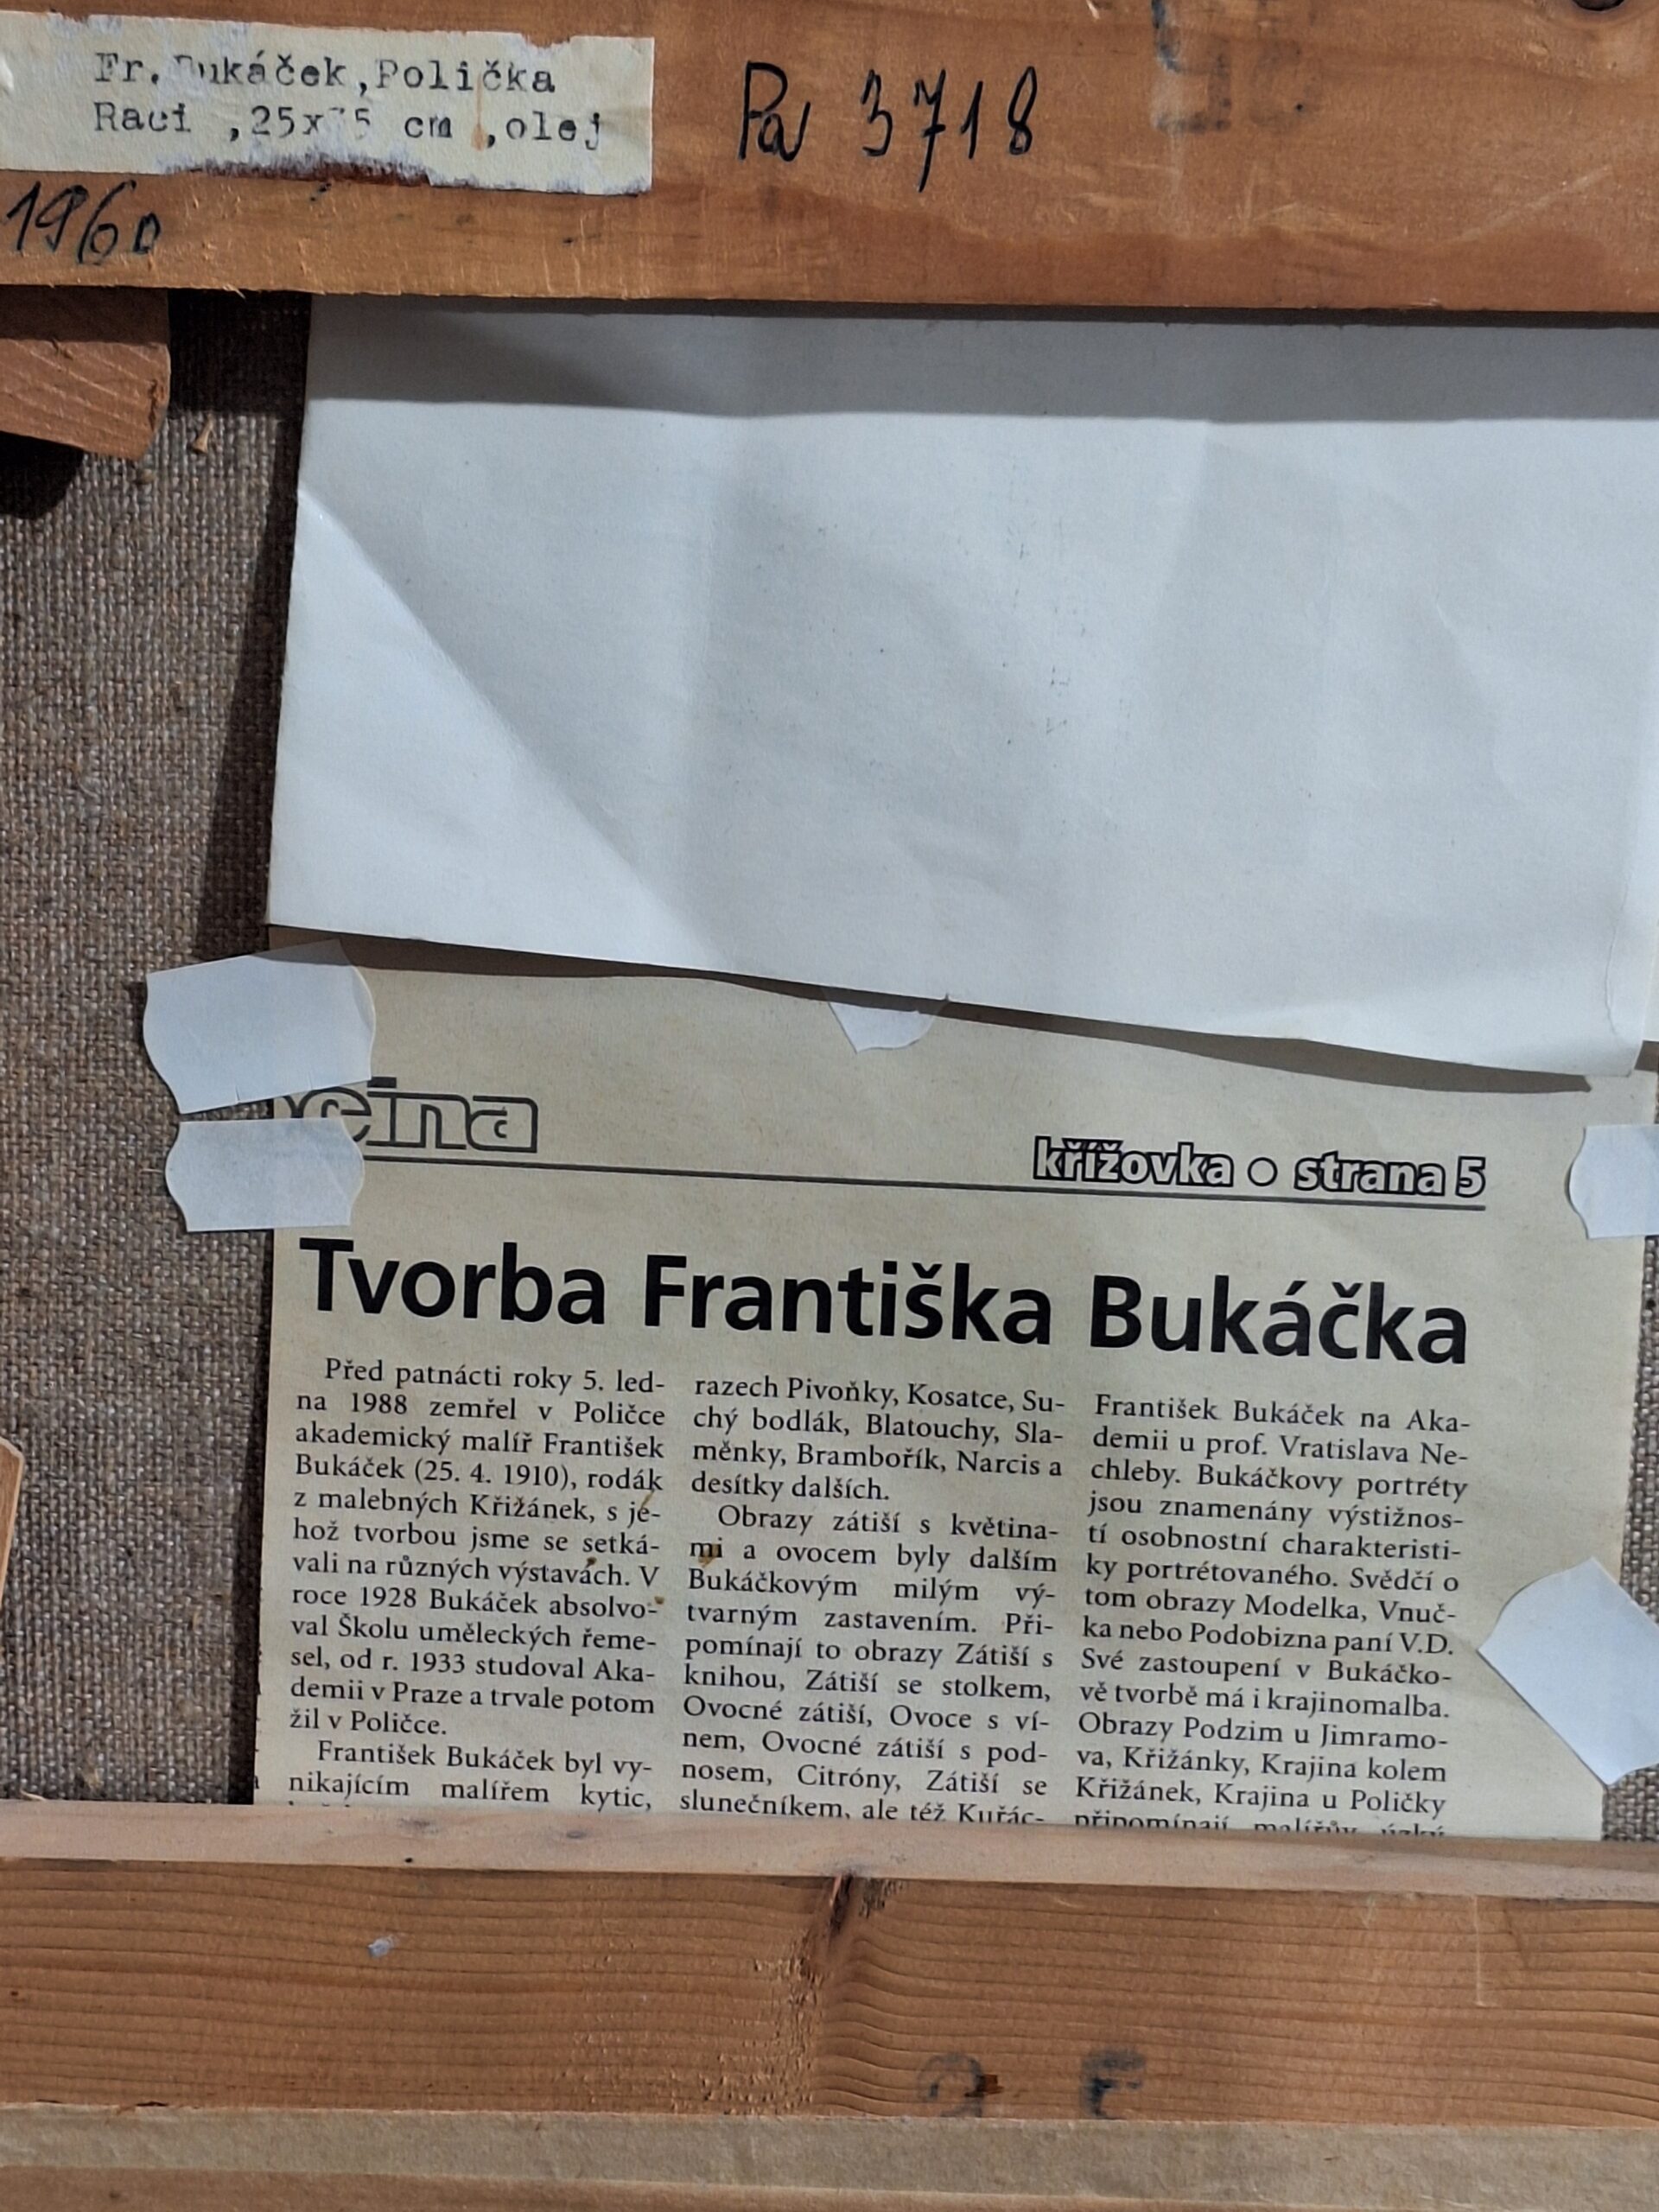 Fr. Bukáček,Polička
Raci ,25x75 cm ,olej
Pa 3718
1960
křížovka • strana 5
Tvorba Františka Bukáčka
Před patnácti roky 5. led-
na 1988 zemřel v Poličce
akademický malíř František
Bukáček (25. 4. 1910), rodák
z malebných Křižánek, s je-
hož tvorbou jsme se setká-
vali na různých výstavách. V
roce 1928 Bukáček absolvo-
val Školu uměleckých řeme-
sel, od r. 1933 studoval Aka-
demii v Praze a trvale potom
žil v Poličce.
František Bukáček byl vy-
nikajícím malířem kytic,
razech Pivoňky, Kosatce, Su-
chý bodlák, Blatouchy, Sla-
měnky, Brambořík, Narcis a
desítky dalších.
Obrazy zátiší s květina-
mi a ovocem byly dalším
Bukáčkovým milým vý-
tvarným zastavením. Při-
pomínají to obrazy Zátiší s
knihou, Zátiší se stolkem,
Ovocné zátiší, Ovoce s ví-
nem, Ovocné zátiší s pod-
nosem, Citróny, Zátiší se
slunečníkem, ale též Kuřác-
František Bukáček na Aka-
demii u prof. Vratislava Ne-
chleby. Bukáčkovy portréty
jsou znamenány výstižnos-
tí osobnostní charakteristi-
ky portrétovaného. Svědčí o
tom obrazy Modelka, Vnuč-
ka nebo Podobizna paní V.D.
Své zastoupení v Bukáčko-
vě tvorbě má i krajinomalba.
Obrazy Podzim u Jimramo-
va, Křižánky, Krajina kolem
Křižánek, Krajina u Poličky
připomínají malířův úzký